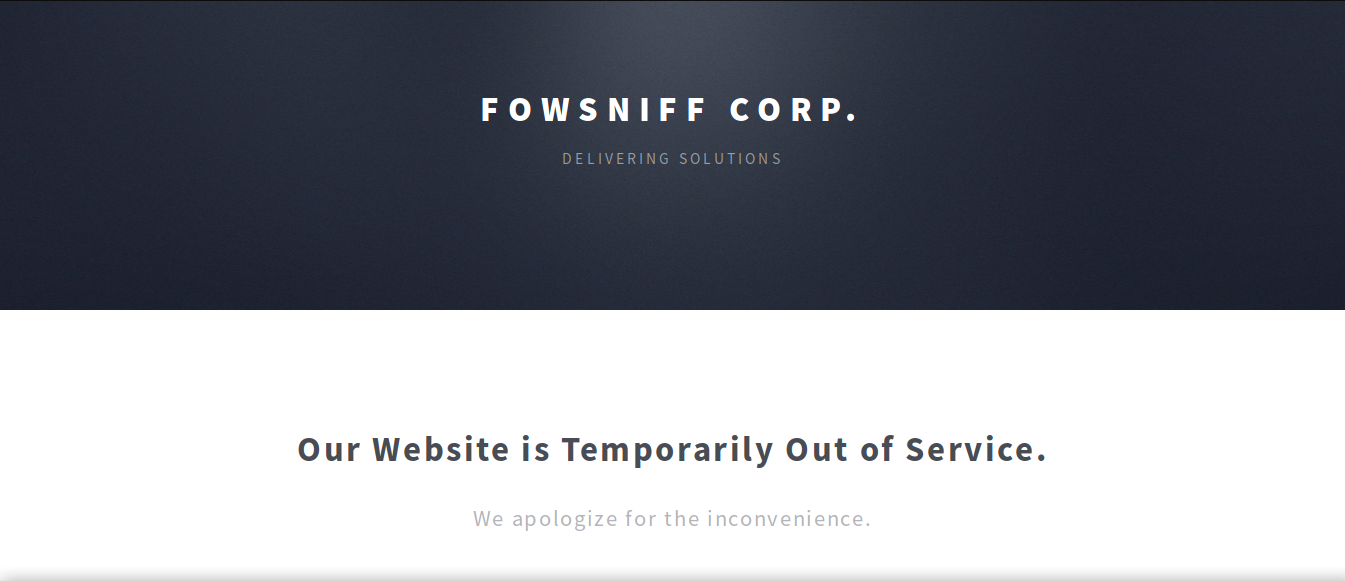 FOWSNIFF CORP.
DELIVERING SOLUTIONS
Our Website is Temporarily Out of Service.
We apologize for the inconvenience.